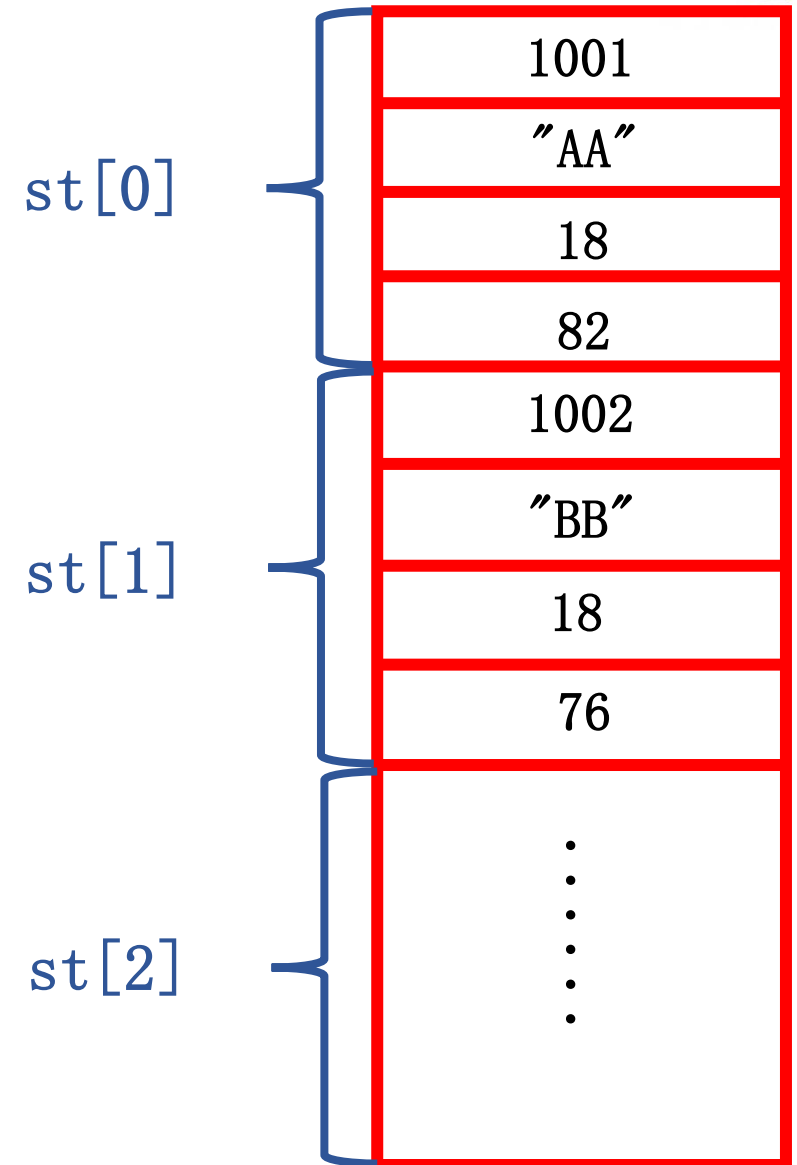 st[0]
1001
"AA"
18
82
st[1]
1002
"BB"
18
76
st[2]
......